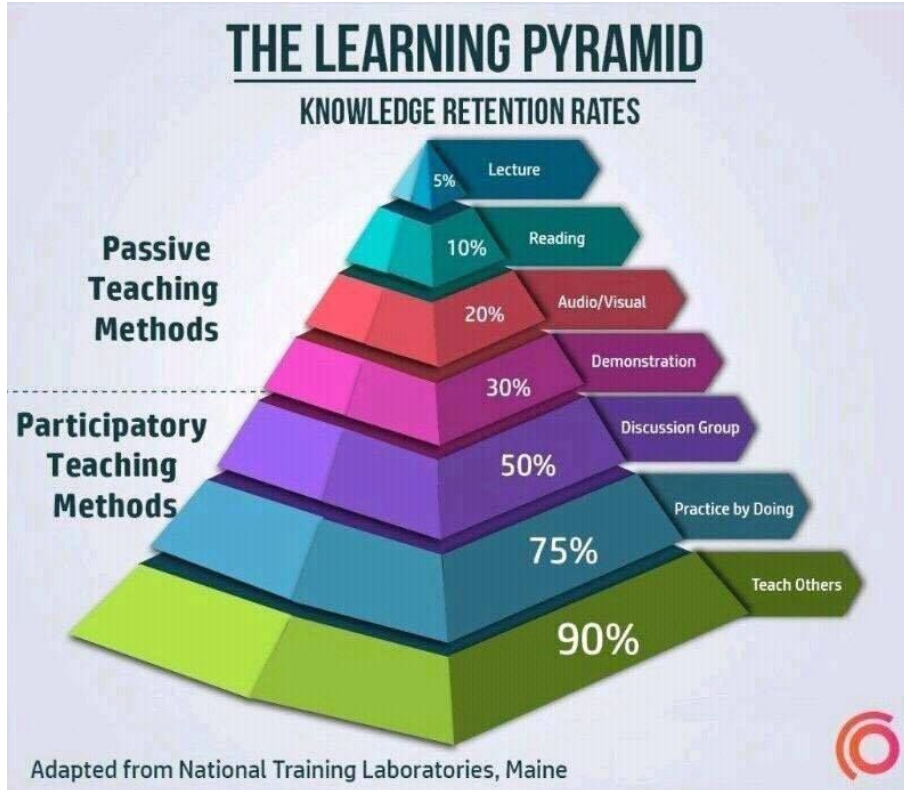 THE LEARNING PYRAMID
KNOWLEDGE RETENTION RATES
5%
Lecture
10%
Reading
Passive
Teaching
Methods
20%
Audio/Visual
30%
Demonstration
Participatory
Teaching
Methods
50%
Discussion Group
75%
Practice by Doing
90%
Teach Others
Adapted from National Training Laboratories, Maine